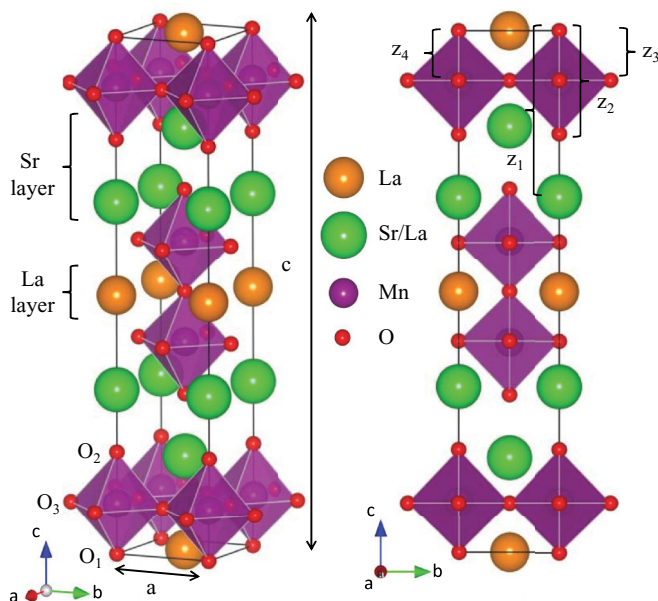 z₄
z₃
z₂
Sr
layer
z₁
La
Sr/La
c
La
layer
Mn
O
O₂
O₃
O₁
c
a
b
a
c
a
b